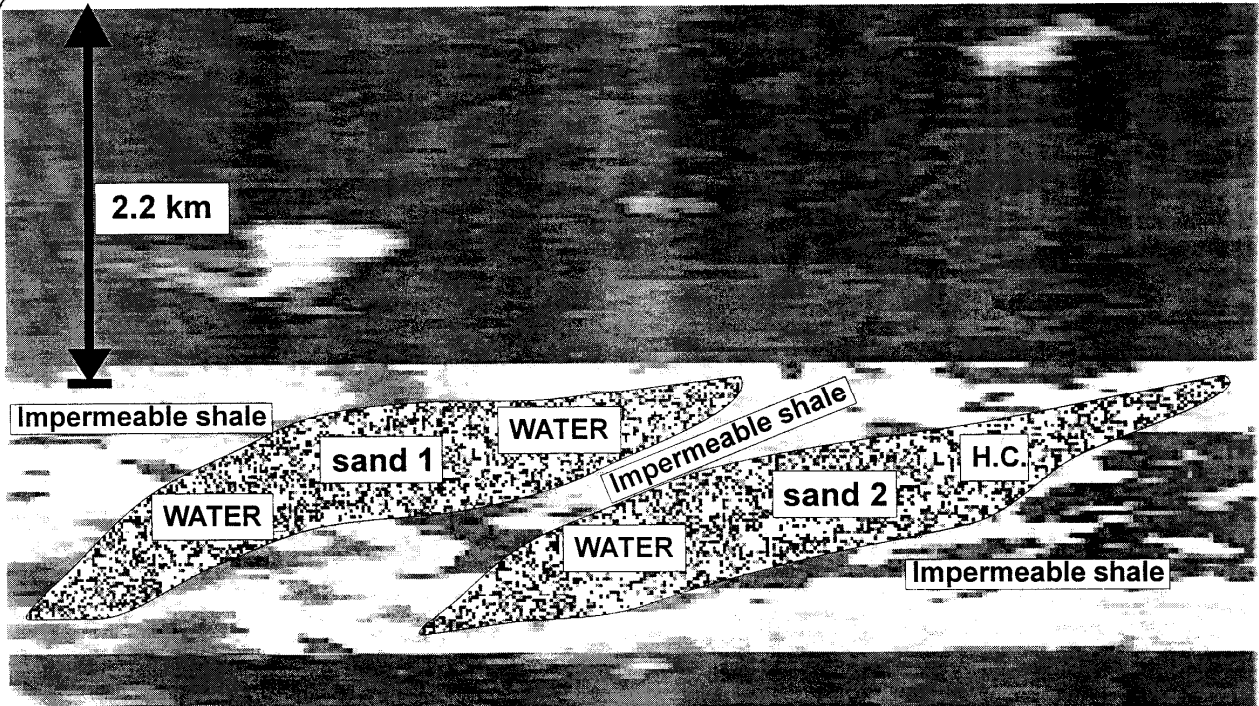 2.2 km
Impermeable shale
WATER
sand 1
WATER
Impermeable shale
H.C.
sand 2
WATER
Impermeable shale